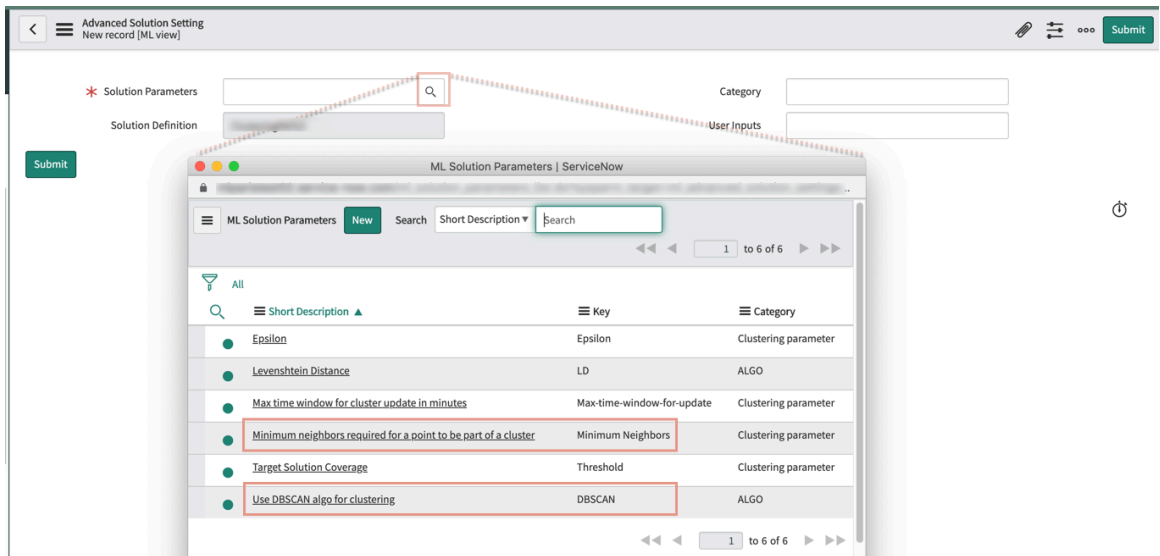 Advanced Solution Setting
New record [ML view]
Submit
Solution Parameters
Category
Solution Definition
User Inputs
Submit
ML Solution Parameters | ServiceNow
ML Solution Parameters New Search Short Description Search
1 to 6 of 6
All
Short Description Key Category
Epsilon Epsilon Clustering parameter
Levenshtein Distance LD ALGO
Max time window for cluster update in minutes Max-time-window-for-update Clustering parameter
Minimum neighbors required for a point to be part of a cluster Minimum Neighbors Clustering parameter
Target Solution Coverage Threshold Clustering parameter
Use DBSCAN algo for clustering DBSCAN ALGO
1 to 6 of 6